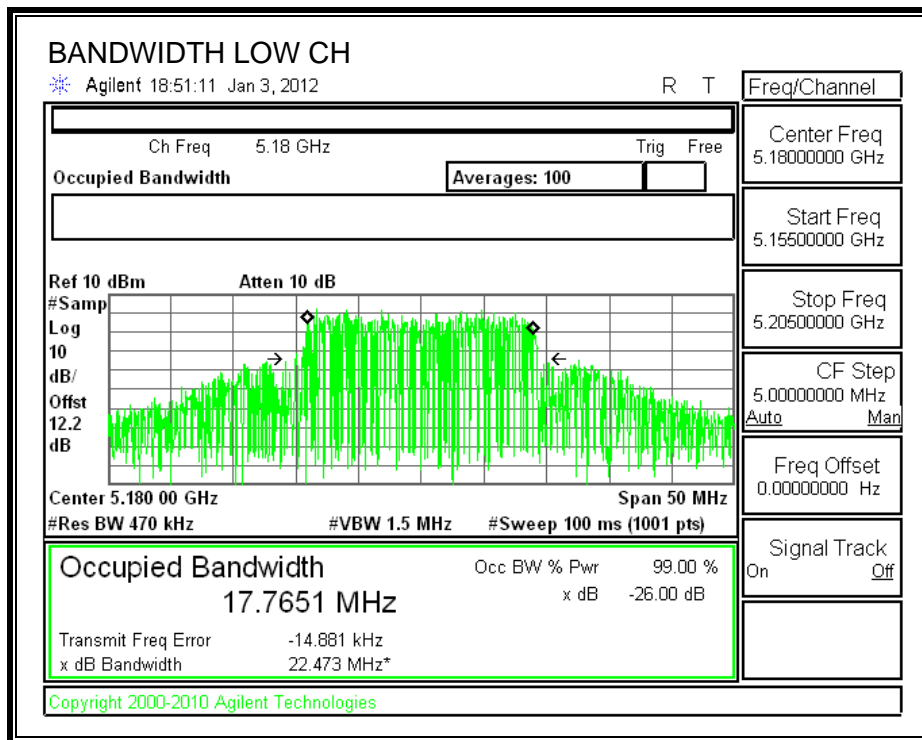 BANDWIDTH LOW CH
Agilent 18:51:11 Jan 3, 2012 R T
Freq/Channel
Ch Freq 5.18 GHz Trig Free
Occupied Bandwidth Averages: 100
Center Freq
5.18000000 GHz
Start Freq
5.15500000 GHz
Stop Freq
5.20500000 GHz
CF Step
5.00000000 MHz
Auto Man
Freq Offset
0.00000000 Hz
Signal Track
On Off
Ref 10 dBm Atten 10 dB
#Samp
Log
10
dB/
Offst
12.2
dB
Center 5.180 00 GHz Span 50 MHz
#Res BW 470 kHz #VBW 1.5 MHz #Sweep 100 ms (1001 pts)
Occupied Bandwidth Occ BW % Pwr 99.00 %
17.7651 MHz x dB -26.00 dB
Transmit Freq Error -14.881 kHz
x dB Bandwidth 22.473 MHz*
Copyright 2000-2010 Agilent Technologies